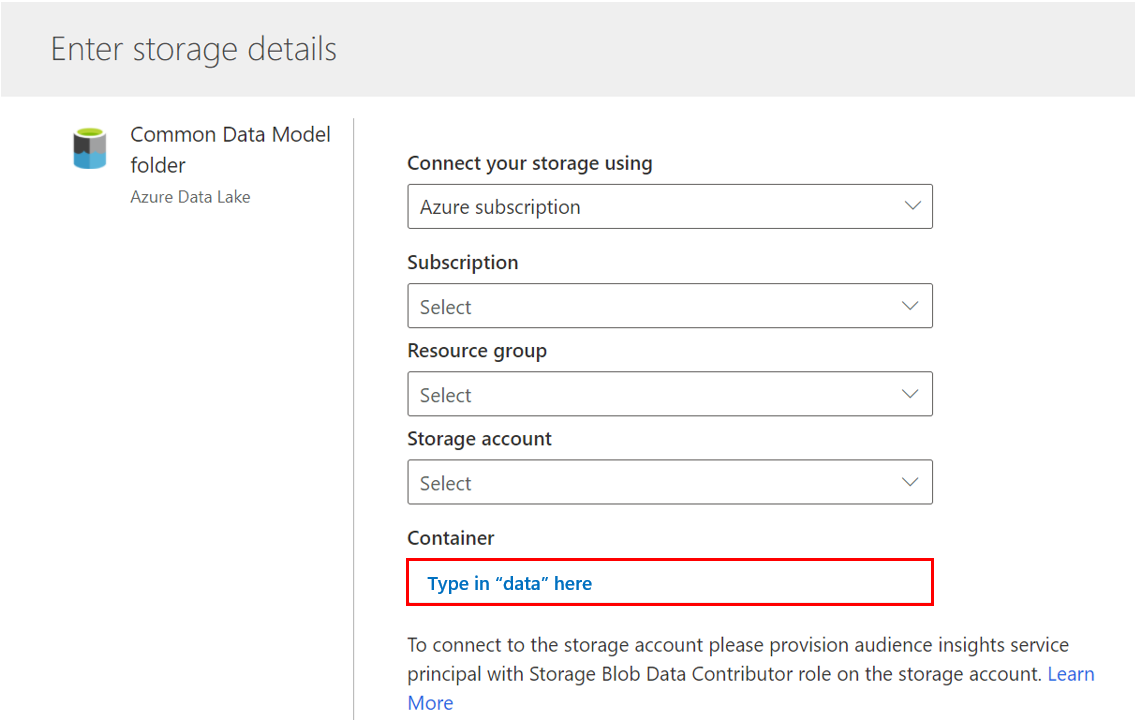 Enter storage details
Common Data Model
folder
Azure Data Lake
Connect your storage using
Azure subscription
Subscription
Select
Resource group
Select
Storage account
Select
Container
Type in “data” here
To connect to the storage account please provision audience insights service
principal with Storage Blob Data Contributor role on the storage account. Learn
More